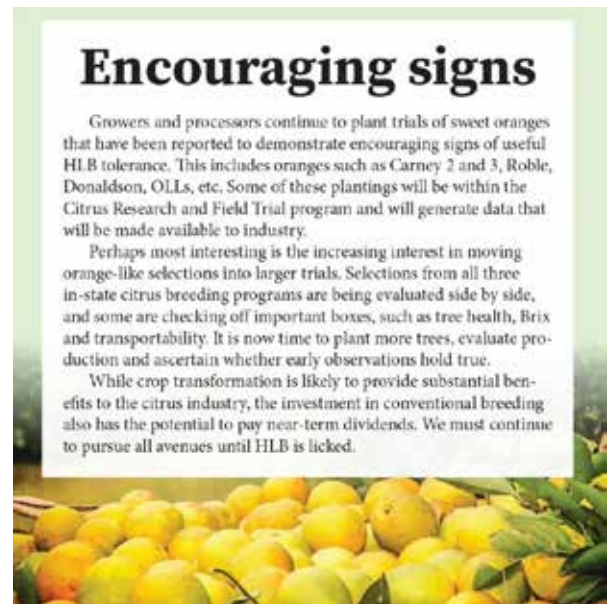 Encouraging signs
Growers and processors continue to plant trials of sweet oranges
that have been reported to demonstrate encouraging signs of useful
HLB tolerance. This includes oranges such as Carney 2 and 3, Roble,
Donaldson, OLLs, etc. Some of these plantings will be within the
Citrus Research and Field Trial program and will generate data that
will be made available to industry.
Perhaps most interesting is the increasing interest in moving
orange-like selections into larger trials. Selections from all three
in-state citrus breeding programs are being evaluated side by side,
and some are checking off important boxes, such as tree health, Brix
and transportability. It is now time to plant more trees, evaluate pro-
duction and ascertain whether early observations hold true.
While crop transformation is likely to provide substantial ben-
efits to the citrus industry, the investment in conventional breeding
also has the potential to pay near-term dividends. We must continue
to pursue all avenues until HLB is licked.